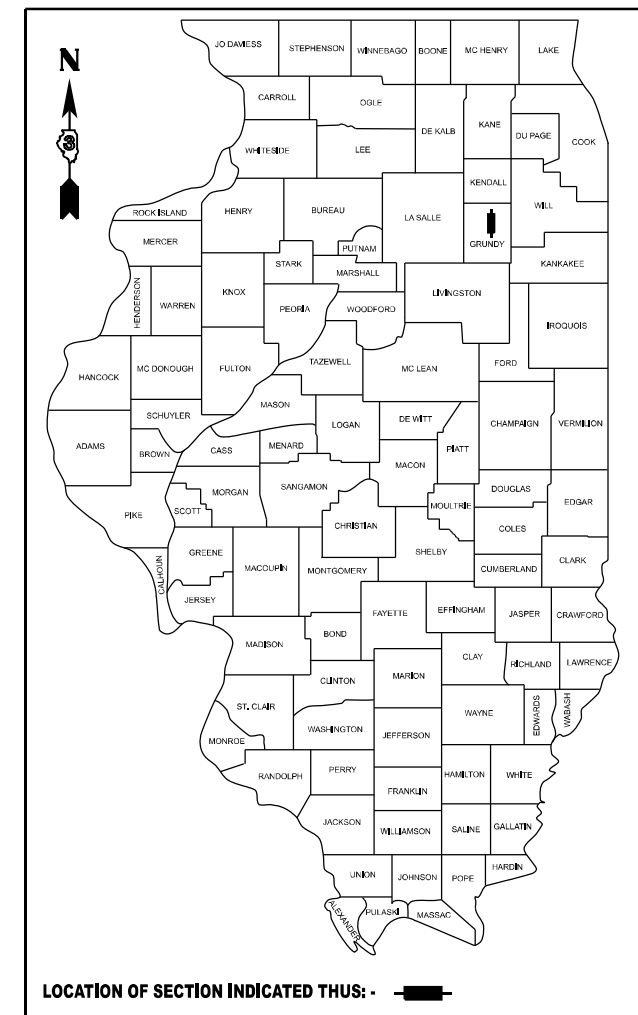 JO DAVIESS STEPHENSON WINNEBAGO BOONE MC HENRY LAKE
N
CARROLL OGLE DE KALB KANE DU PAGE COOK
3
WHITESIDE LEE
KENDALL
ROCK ISLAND HENRY BUREAU LA SALLE WILL
MERCER PUTNAM GRUNDY
STARK MARSHALL KANKAKEE
HENDERSON WARREN KNOX PEORIA WOODFORD LIVINGSTON
IROQUOIS
HANCOCK MC DONOUGH FULTON TAZEWELL MC LEAN FORD
SCHUYLER MASON
ADAMS BROWN CASS MENARD LOGAN DE WITT PIATT CHAMPAIGN VERMILION
MACON
PIKE SCOTT MORGAN SANGAMON CHRISTIAN MOULTRIE DOUGLAS EDGAR
COLES
CALHOUN GREENE MACOUPIN MONTGOMERY SHELBY CUMBERLAND CLARK
JERSEY FAYETTE EFFINGHAM JASPER CRAWFORD
MADISON BOND
CLINTON MARION CLAY RICHLAND LAWRENCE
ST. CLAIR WASHINGTON WAYNE EDWARDS WABASH
MONROE JEFFERSON
RANDOLPH PERRY HAMILTON WHITE
FRANKLIN
JACKSON WILLIAMSON SALINE GALLATIN
HARDIN
UNION JOHNSON POPE
ALEXANDER PULASKI MASSAC
LOCATION OF SECTION INDICATED THUS: -